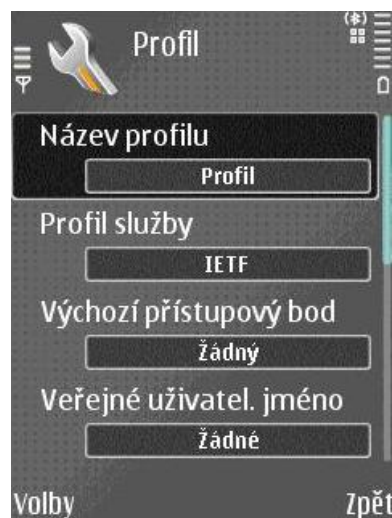 Profil
Název profilu
Profil
Profil služby
IETF
Výchozí přístupový bod
Žádný
Veřejné uživatel. jméno
Žádné
Volby Zpět